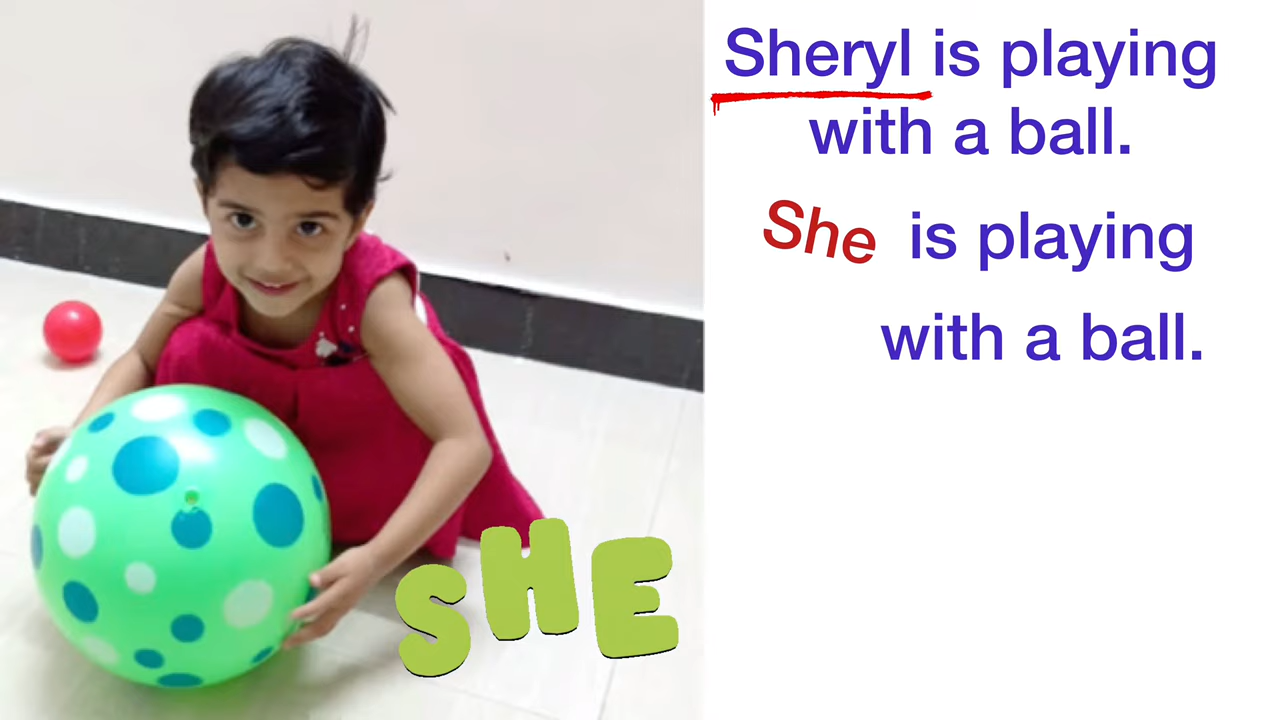 Sheryl is playing
with a ball.
She is playing
with a ball.
SHE